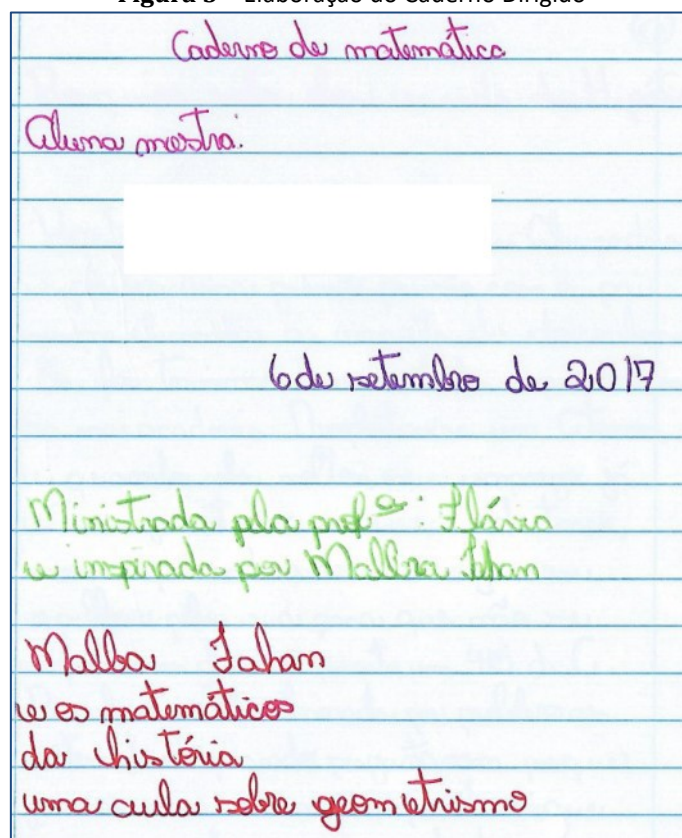 Figura 3 – Elaboração do Caderno Dirigido
Caderno de matemática
Aluna mestra:
6 de setembro de 2017
Ministrada pla profª: Flávia
e inspirada por Malba Tahan
Malba Tahan
e os matemáticos
da história
uma aula sobre geometrismo